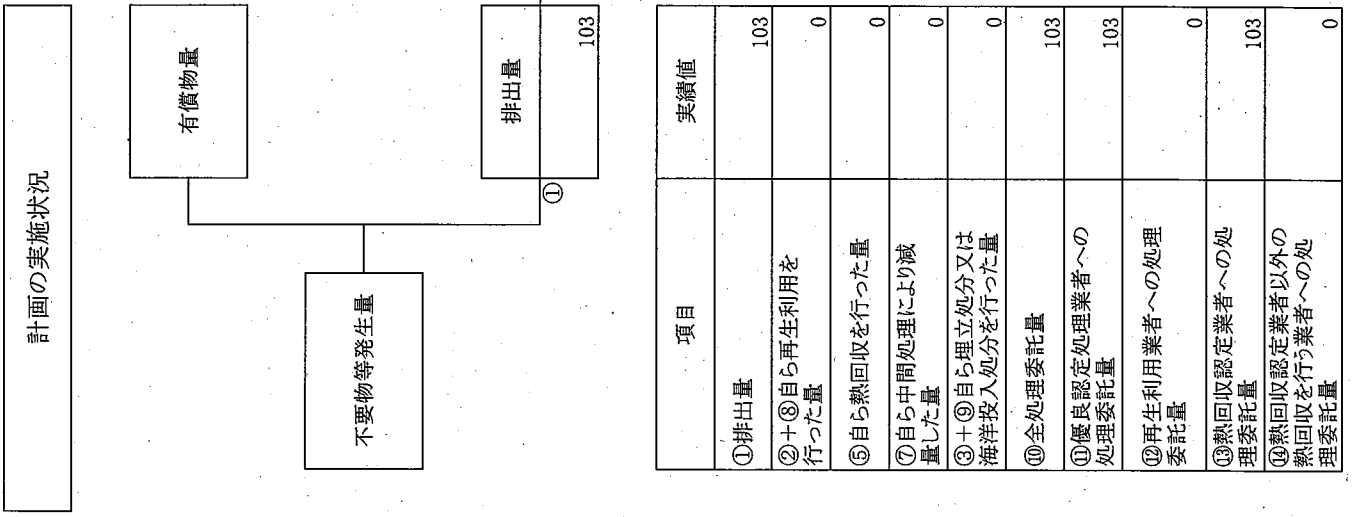 計画の実施状況
有償物量
不要物等発生量
排出量
①
103
項目
実績値
①排出量
103
②+⑧自ら再生利用を
行った量
0
⑤自ら熱回収を行った量
0
⑦自ら中間処理により減
量した量
0
③+⑨自ら埋立処分又は
海洋投入処分を行った量
0
⑩全処理委託量
103
⑪優良認定処理業者への
処理委託量
103
⑫再生利用業者への処理
委託量
0
⑬熱回収認定業者への処
理委託量
103
⑭熱回収認定業者以外の
熱回収を行う業者への処
理委託量
0